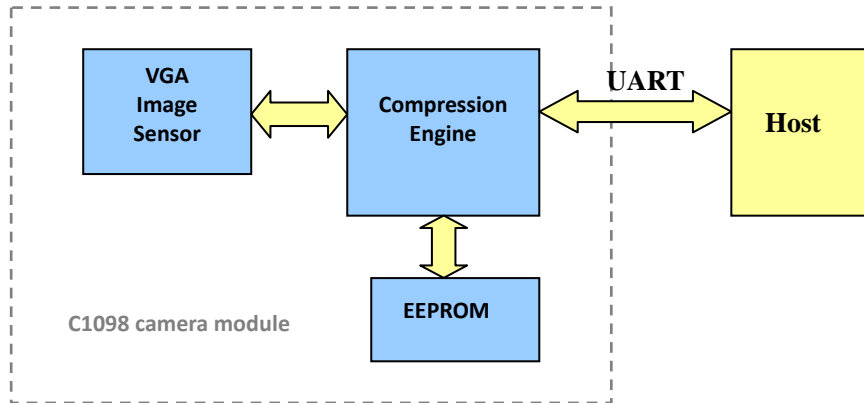 VGA
Image
Sensor
Compression
Engine
UART
Host
EEPROM
C1098 camera module